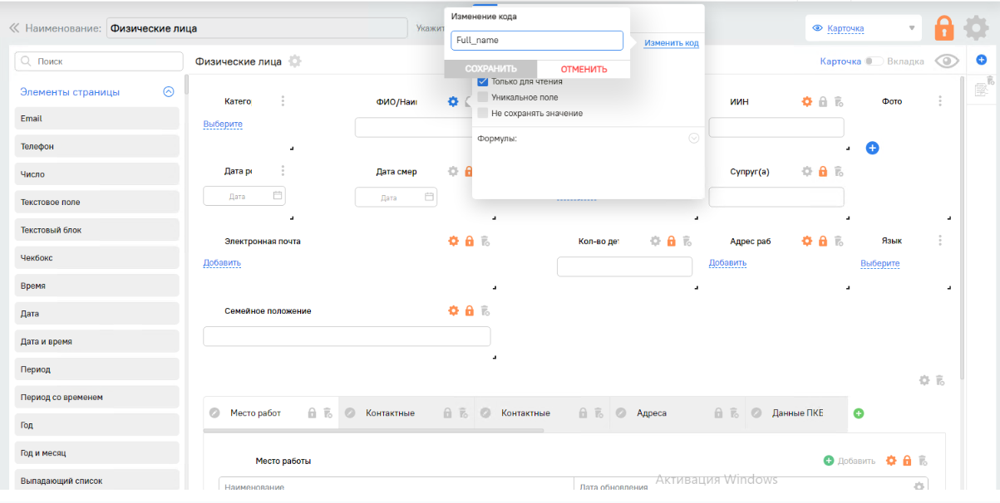 Изменение кода
Наименование: Физические лица
Full_name
Карточка
Изменить код
Поиск
Физические лица
СОХРАНИТЬ ОТМЕНИТЬ
Карточка Вкладка
Элементы страницы
Только для чтения
Уникальное поле
Не сохранять значение
Формулы:
Катего
ФИО/Наи
ИИН
Фото
Email
Выберите
Телефон
Число
Дата смер
Супруг(а)
Дата
Дата
Текстовое поле
Текстовый блок
Электронная почта
Кол-во де
Адрес раб
Язык
Чекбокс
Добавить
Добавить
Выберите
Время
Дата
Семейное положение
Дата и время
Период
Период со временем
Место работ
Контактные
Контактные
Адреса
Данные ПКБ
Год
Год и месяц
Место работы
Добавить
Выпадающий список
Наименование
Дата обновления
Активация Windows